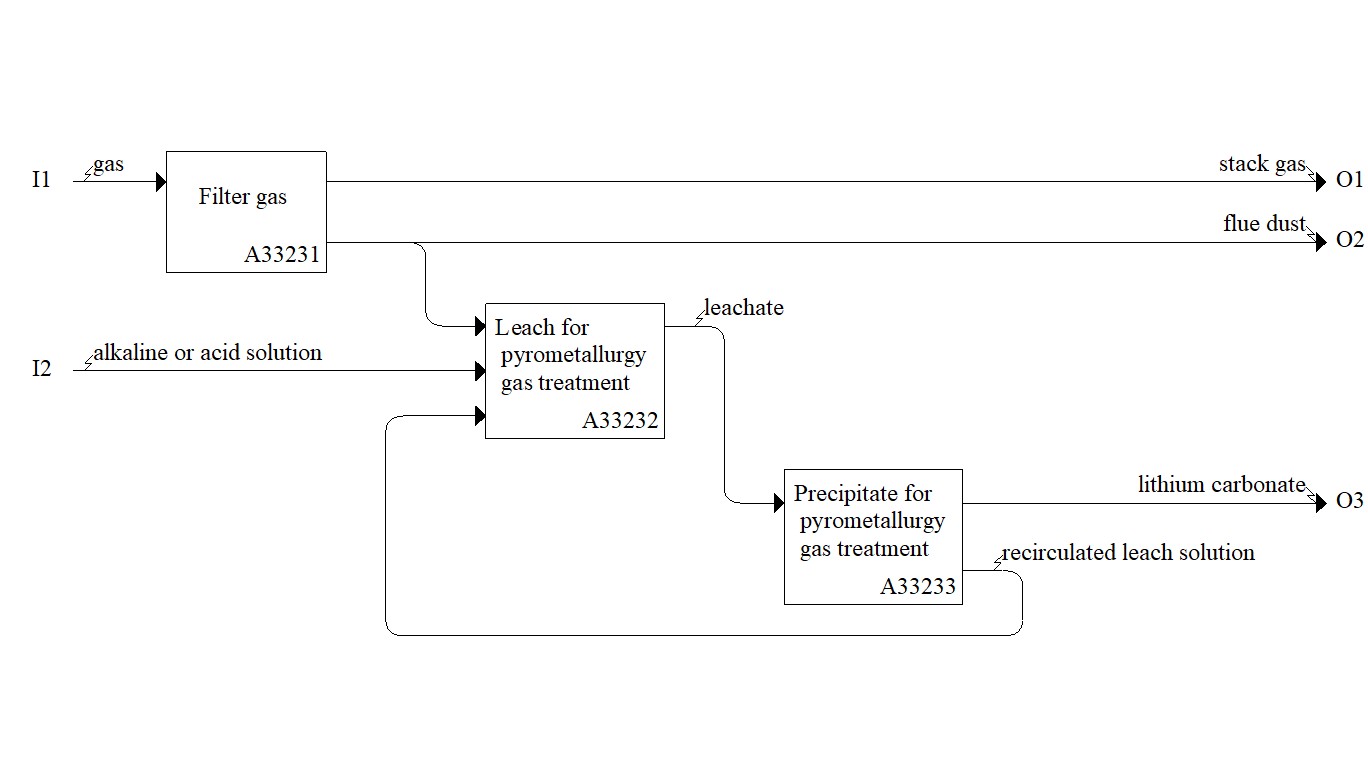 I1
gas
Filter gas
A33231
stack gas
O1
flue dust
O2
I2
alkaline or acid solution
Leach for
pyrometallurgy
gas treatment
A33232
leachate
Precipitate for
pyrometallurgy
gas treatment
A33233
lithium carbonate
O3
recirculated leach solution